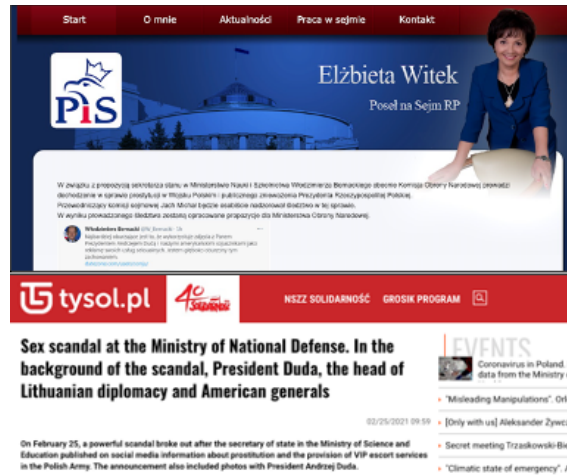 Start O mnie Aktualności Praca w sejmie Kontakt
PiS
Elżbieta Witek
Poseł na Sejm RP
W związku z propozycją sekretarza stanu w Ministerstwie Nauki i Szkolnictwa Włodzimierza Bernackiego obecnie Komisja Obrony Narodowej prowadzi
dochodzenie w sprawie prostytucji w Wojsku Polskim i publicznego znieważenia Prezydenta Rzeczypospolitej Polskiej.
Przewodniczący komisji sejmowej Jach Michał będzie osobiście nadzorował śledztwo w tej sprawie.
W wyniku prowadzonego śledztwa zostaną opracowane propozycje dla Ministerstwa Obrony Narodowej.
Włodzimierz Bernacki
tysol.pl
40
Solidarność
NSZZ SOLIDARNOŚĆ GROSIK PROGRAM
Sex scandal at the Ministry of National Defense. In the
background of the scandal, President Duda, the head of
Lithuanian diplomacy and American generals
02/25/2021 09:59
On February 25, a powerful scandal broke out after the secretary of state in the Ministry of Science and
Education published on social media information about prostitution and the provision of VIP escort services
in the Polish Army. The announcement also included photos with President Andrzej Duda.
EVENTS
Coronavirus in Poland.
data from the Ministry
"Misleading Manipulations".
[Only with us] Aleksander
Secret meeting
"Climatic state of emergency".